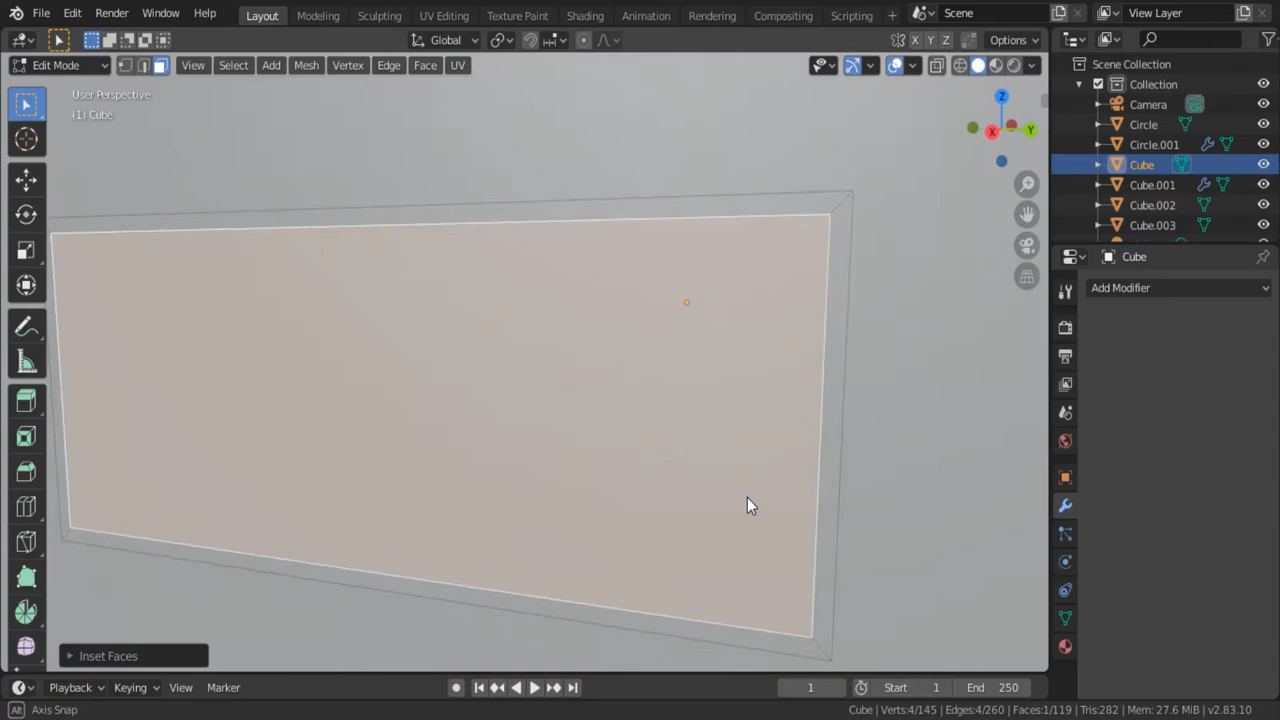 File Edit Render Window Help Layout Modeling Sculpting UV Editing Texture Paint Shading Animation Rendering Compositing Scripting + Scene View Layer
Global Options
Edit Mode View Select Add Mesh Vertex Edge Face UV
X Y Z
Scene Collection
Collection
Camera
Circle
Circle.001
Cube
Cube.001
Cube.002
Cube.003
User Perspective
(1) Cube
Z
X Y
Cube
Add Modifier
Inset Faces
Playback Keying View Marker 1 Start 1 End 250
Alt Axis Snap Cube | Verts:4/145 | Edges:4/260 | Faces:1/119 | Tris:282 | Mem: 27.6 MiB | v2.83.10